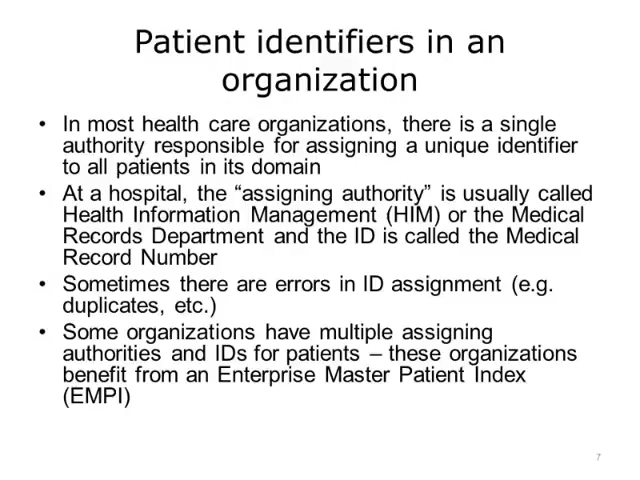 Patient identifiers in an
organization
• In most health care organizations, there is a single
authority responsible for assigning a unique identifier
to all patients in its domain
• At a hospital, the “assigning authority” is usually called
Health Information Management (HIM) or the Medical
Records Department and the ID is called the Medical
Record Number
• Sometimes there are errors in ID assignment (e.g.
duplicates, etc.)
• Some organizations have multiple assigning
authorities and IDs for patients – these organizations
benefit from an Enterprise Master Patient Index
(EMPI)
7